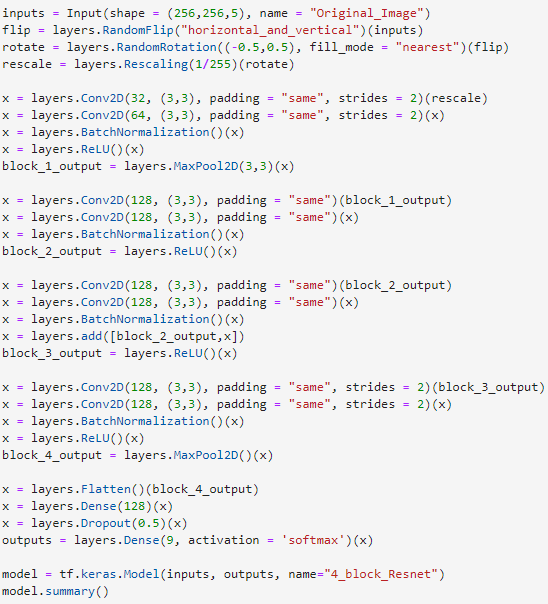 inputs = Input(shape = (256,256,5), name = "Original_Image")
flip = layers.RandomFlip("horizontal_and_vertical")(inputs)
rotate = layers.RandomRotation((-0.5,0.5), fill_mode = "nearest")(flip)
rescale = layers.Rescaling(1/255)(rotate)

x = layers.Conv2D(32, (3,3), padding = "same", strides = 2)(rescale)
x = layers.Conv2D(64, (3,3), padding = "same", strides = 2)(x)
x = layers.BatchNormalization()(x)
x = layers.ReLU()(x)
block_1_output = layers.MaxPool2D(3,3)(x)

x = layers.Conv2D(128, (3,3), padding = "same")(block_1_output)
x = layers.Conv2D(128, (3,3), padding = "same")(x)
x = layers.BatchNormalization()(x)
block_2_output = layers.ReLU()(x)

x = layers.Conv2D(128, (3,3), padding = "same")(block_2_output)
x = layers.Conv2D(128, (3,3), padding = "same")(x)
x = layers.BatchNormalization()(x)
x = layers.add([block_2_output,x])
block_3_output = layers.ReLU()(x)

x = layers.Conv2D(128, (3,3), padding = "same", strides = 2)(block_3_output)
x = layers.Conv2D(128, (3,3), padding = "same", strides = 2)(x)
x = layers.BatchNormalization()(x)
x = layers.ReLU()(x)
block_4_output = layers.MaxPool2D()(x)

x = layers.Flatten()(block_4_output)
x = layers.Dense(128)(x)
x = layers.Dropout(0.5)(x)
outputs = layers.Dense(9, activation = 'softmax')(x)

model = tf.keras.Model(inputs, outputs, name="4_block_Resnet")
model.summary()